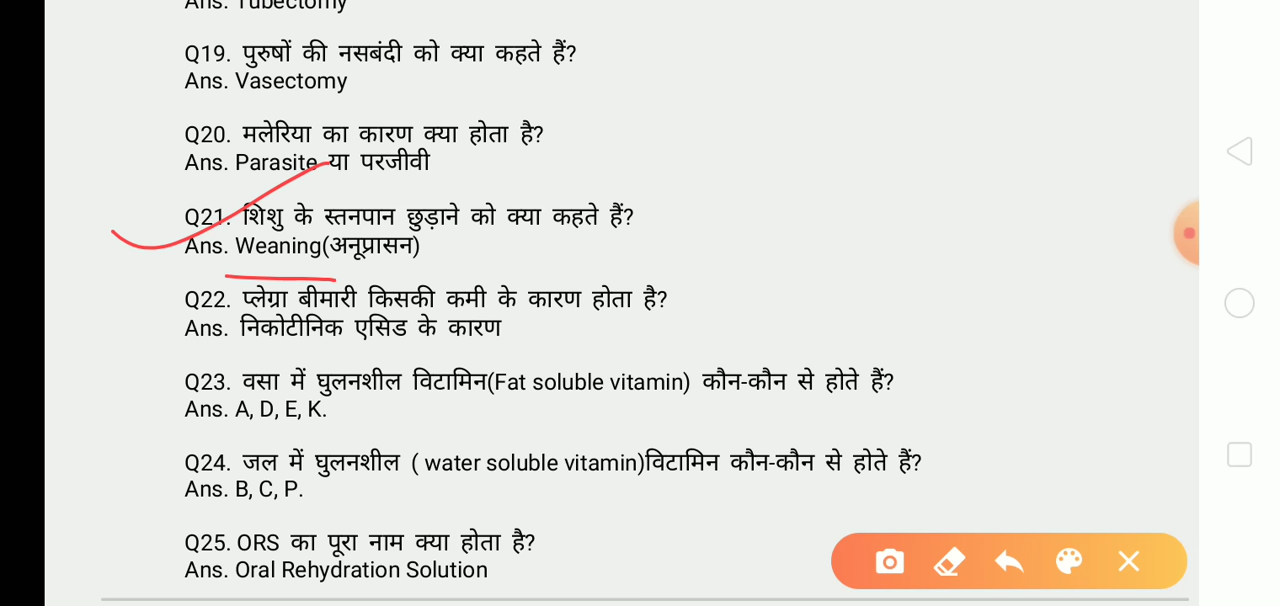 Ans. Tubectomy
Q19. पुरुषों की नसबंदी को क्या कहते हैं?
Ans. Vasectomy
Q20. मलेरिया का कारण क्या होता है?
Ans. Parasite या परजीवी
Q21. शिशु के स्तनपान छुड़ाने को क्या कहते हैं?
Ans. Weaning(अनूप्रासन)
Q22. प्लेग्रा बीमारी किसकी कमी के कारण होता है?
Ans. निकोटीनिक एसिड के कारण
Q23. वसा में घुलनशील विटामिन(Fat soluble vitamin) कौन-कौन से होते हैं?
Ans. A, D, E, K.
Q24. जल में घुलनशील ( water soluble vitamin)विटामिन कौन-कौन से होते हैं?
Ans. B, C, P.
Q25. ORS का पूरा नाम क्या होता है?
Ans. Oral Rehydration Solution